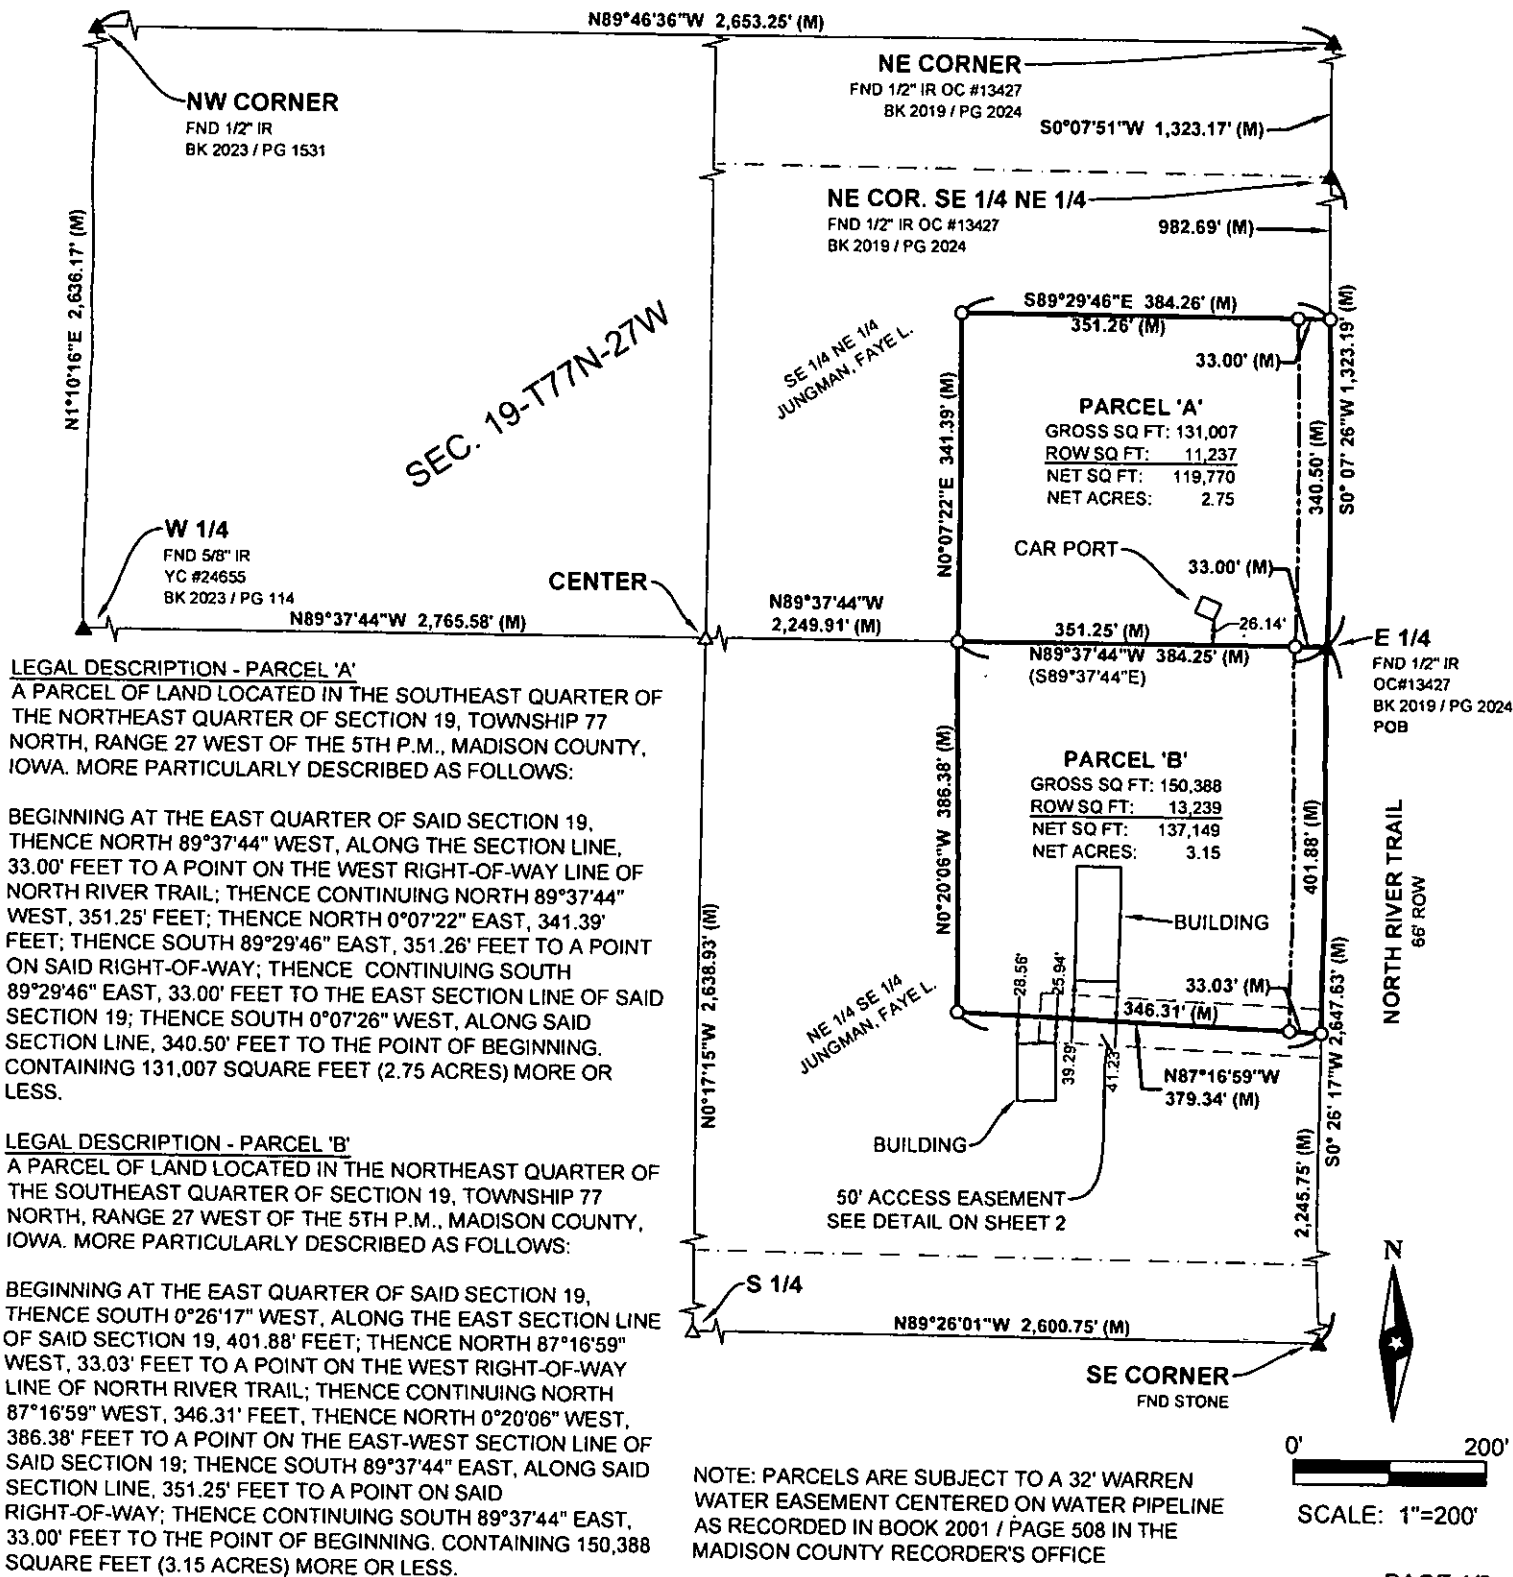 N89°46'36"W 2,653.25' (M)
NW CORNER
FND 1/2" IR
BK 2023 / PG 1531
NE CORNER
FND 1/2" IR OC #13427
BK 2019 / PG 2024
S0°07'51"W 1,323.17' (M)
NE COR. SE 1/4 NE 1/4
FND 1/2" IR OC #13427
BK 2019 / PG 2024
982.69' (M)
N1°10'16"E 2,636.17' (M)
SEC. 19-T77N-27W
SE 1/4 NE 1/4
JUNGMAN, FAYE L.
S89°29'46"E 384.26' (M)
351.26' (M)
33.00' (M)
S0° 07' 26"W 1,323.19' (M)
N0°07'22"E 341.39' (M)
PARCEL 'A'
GROSS SQ FT: 131,007
ROW SQ FT: 11,237
NET SQ FT: 119,770
NET ACRES: 2.75
340.50' (M)
CAR PORT
33.00' (M)
26.14'
W 1/4
FND 5/8" IR
YC #24655
BK 2023 / PG 114
N89°37'44"W 2,765.58' (M)
CENTER
N89°37'44"W
2,249.91' (M)
351.25' (M)
N89°37'44"W 384.25' (M)
(S89°37'44"E)
E 1/4
FND 1/2" IR
OC#13427
BK 2019 / PG 2024
POB
LEGAL DESCRIPTION - PARCEL 'A'
A PARCEL OF LAND LOCATED IN THE SOUTHEAST QUARTER OF
THE NORTHEAST QUARTER OF SECTION 19, TOWNSHIP 77
NORTH, RANGE 27 WEST OF THE 5TH P.M., MADISON COUNTY,
IOWA. MORE PARTICULARLY DESCRIBED AS FOLLOWS:
BEGINNING AT THE EAST QUARTER OF SAID SECTION 19,
THENCE NORTH 89°37'44" WEST, ALONG THE SECTION LINE,
33.00' FEET TO A POINT ON THE WEST RIGHT-OF-WAY LINE OF
NORTH RIVER TRAIL; THENCE CONTINUING NORTH 89°37'44"
WEST, 351.25' FEET; THENCE NORTH 0°07'22" EAST, 341.39'
FEET; THENCE SOUTH 89°29'46" EAST, 351.26' FEET TO A POINT
ON SAID RIGHT-OF-WAY; THENCE CONTINUING SOUTH
89°29'46" EAST, 33.00' FEET TO THE EAST SECTION LINE OF SAID
SECTION 19; THENCE SOUTH 0°07'26" WEST, ALONG SAID
SECTION LINE, 340.50' FEET TO THE POINT OF BEGINNING.
CONTAINING 131,007 SQUARE FEET (2.75 ACRES) MORE OR
LESS.
N0°20'06"W 386.38' (M)
PARCEL 'B'
GROSS SQ FT: 150,388
ROW SQ FT: 13,239
NET SQ FT: 137,149
NET ACRES: 3.15
401.88' (M)
NORTH RIVER TRAIL
66' ROW
BUILDING
28.56'
25.94'
33.03' (M)
346.31' (M)
39.29'
41.23'
N87°16'59"W
379.34' (M)
S0° 26' 17"W 2,647.63' (M)
NE 1/4 SE 1/4
JUNGMAN, FAYE L.
N0°17'15"W 2,638.93' (M)
BUILDING
50' ACCESS EASEMENT
SEE DETAIL ON SHEET 2
2,245.75' (M)
LEGAL DESCRIPTION - PARCEL 'B'
A PARCEL OF LAND LOCATED IN THE NORTHEAST QUARTER OF
THE SOUTHEAST QUARTER OF SECTION 19, TOWNSHIP 77
NORTH, RANGE 27 WEST OF THE 5TH P.M., MADISON COUNTY,
IOWA. MORE PARTICULARLY DESCRIBED AS FOLLOWS:
BEGINNING AT THE EAST QUARTER OF SAID SECTION 19,
THENCE SOUTH 0°26'17" WEST, ALONG THE EAST SECTION LINE
OF SAID SECTION 19, 401.88' FEET; THENCE NORTH 87°16'59"
WEST, 33.03' FEET TO A POINT ON THE WEST RIGHT-OF-WAY
LINE OF NORTH RIVER TRAIL; THENCE CONTINUING NORTH
87°16'59" WEST, 346.31' FEET, THENCE NORTH 0°20'06" WEST,
386.38' FEET TO A POINT ON THE EAST-WEST SECTION LINE OF
SAID SECTION 19; THENCE SOUTH 89°37'44" EAST, ALONG SAID
SECTION LINE, 351.25' FEET TO A POINT ON SAID
RIGHT-OF-WAY; THENCE CONTINUING SOUTH 89°37'44" EAST,
33.00' FEET TO THE POINT OF BEGINNING. CONTAINING 150,388
SQUARE FEET (3.15 ACRES) MORE OR LESS.
S 1/4
N89°26'01"W 2,600.75' (M)
SE CORNER
FND STONE
N
0' 200'
SCALE: 1"=200'
NOTE: PARCELS ARE SUBJECT TO A 32' WARREN
WATER EASEMENT CENTERED ON WATER PIPELINE
AS RECORDED IN BOOK 2001 / PAGE 508 IN THE
MADISON COUNTY RECORDER'S OFFICE